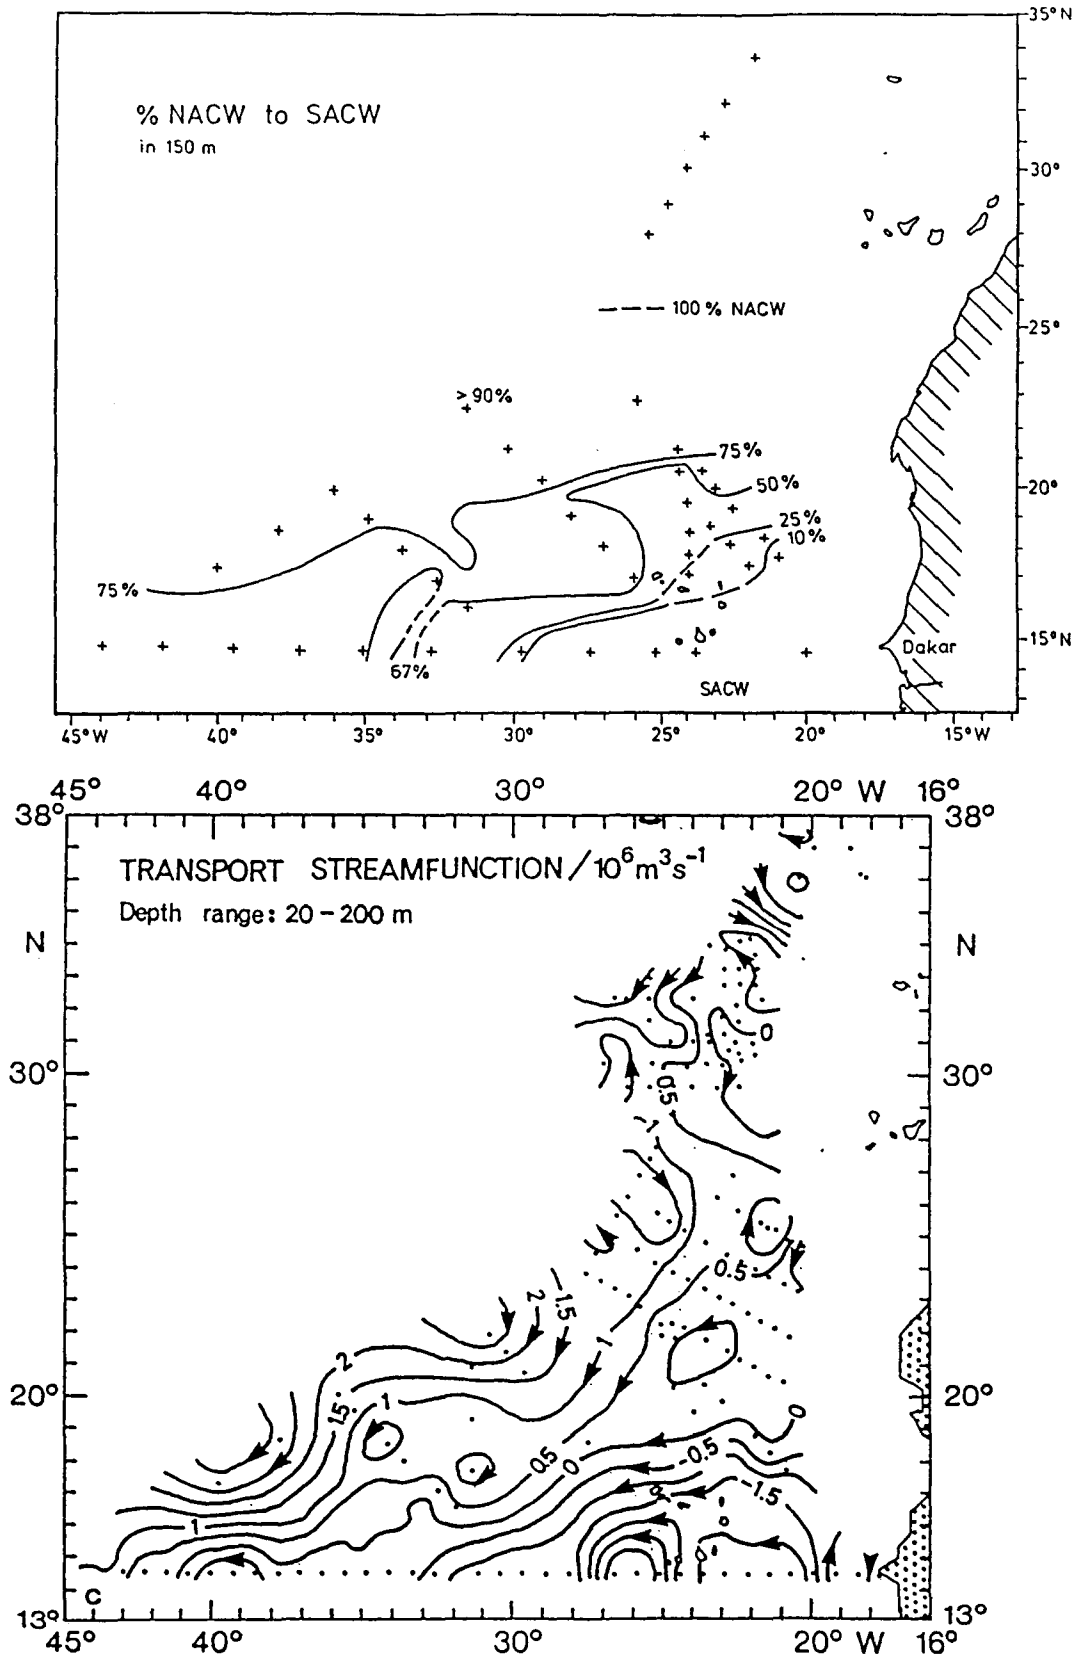 35°N
% NACW to SACW
in 150 m
30°
100 % NACW
25°
> 90%
75%
50%
20°
25%
10%
75%
67%
Dakar
15°N
SACW
45°W 40° 35° 30° 25° 20° 15°W
45° 40° 30° 20° W 16°
38° 38°
TRANSPORT STREAMFUNCTION / 10⁶m³s⁻¹
Depth range: 20 - 200 m
N N
0
30° 30°
0.5
1
0.5
2
1.5
1
2
20° 1 20°
1.5
0
0.5
0
-0.5
-1.5
1
c
13° 13°
40° 30° 20° W 16°